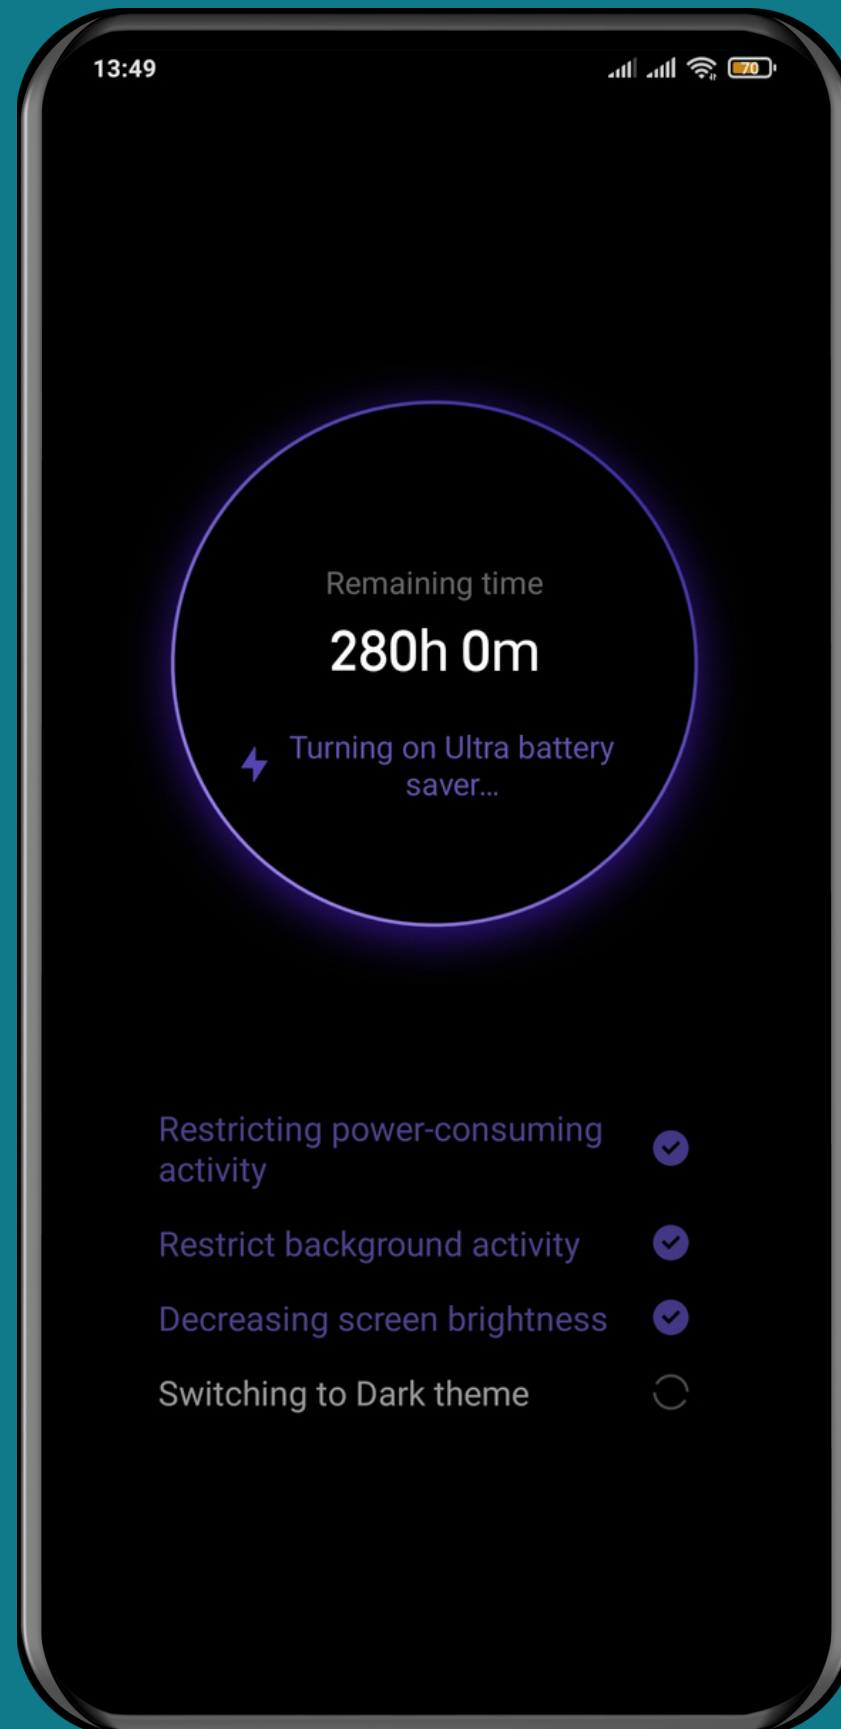 13:49
70
Remaining time
280h 0m
Turning on Ultra battery
saver...
Restricting power-consuming
activity
Restrict background activity
Decreasing screen brightness
Switching to Dark theme